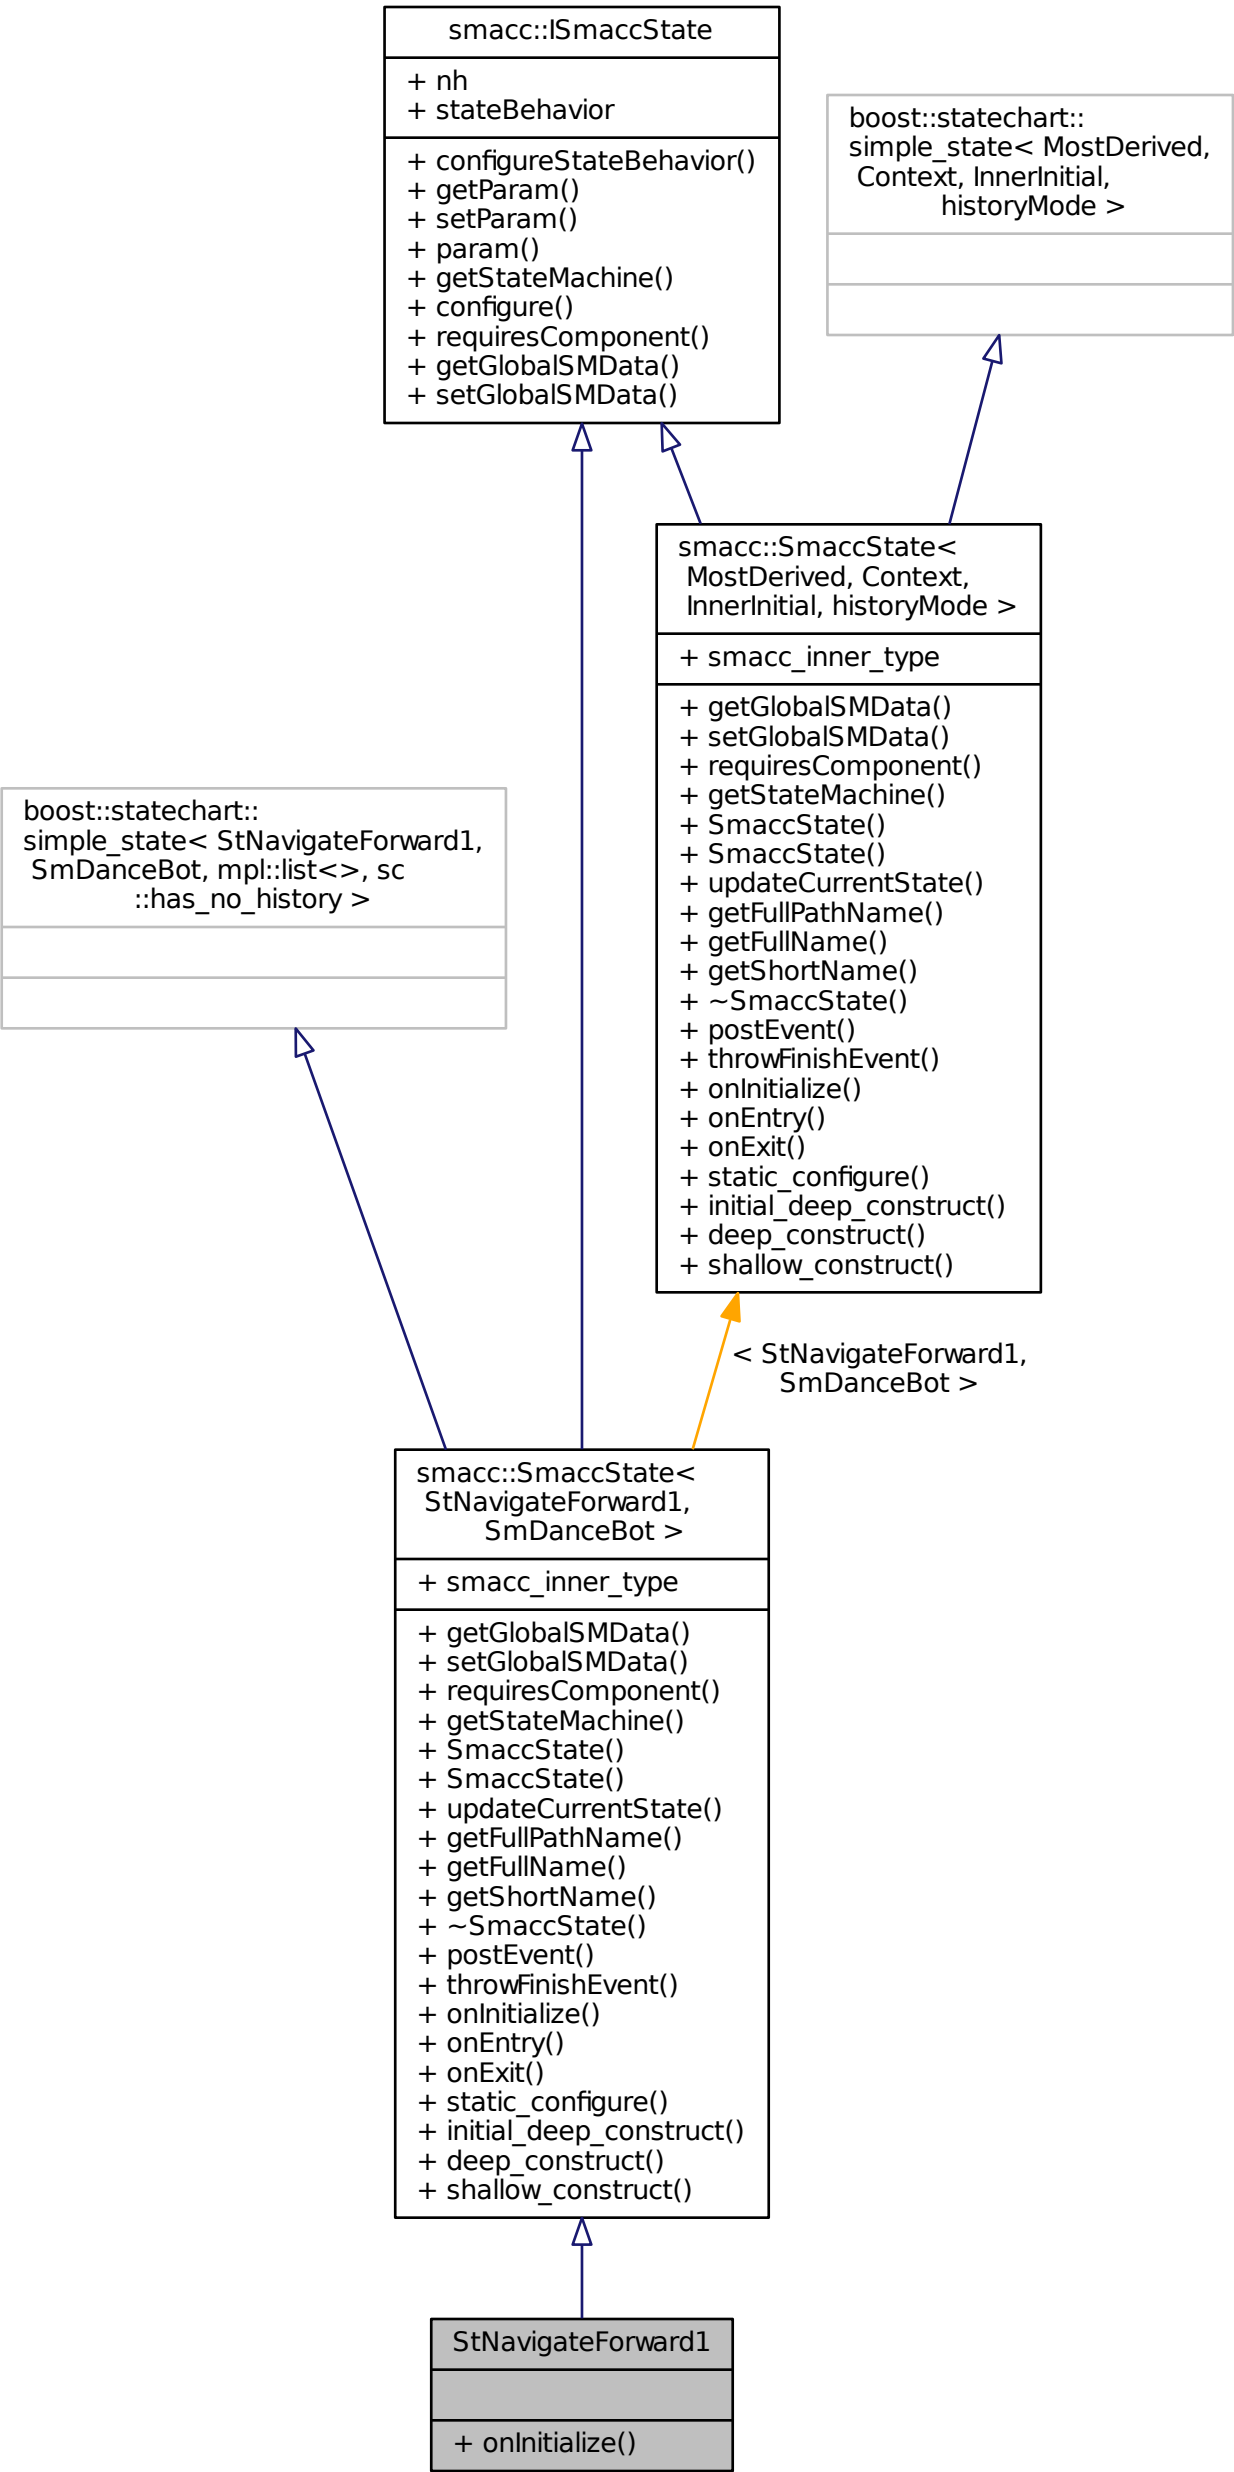 smacc::ISmaccState
+ nh
+ stateBehavior
+ configureStateBehavior()
+ getParam()
+ setParam()
+ param()
+ getStateMachine()
+ configure()
+ requiresComponent()
+ getGlobalSMData()
+ setGlobalSMData()
boost::statechart::
simple_state< MostDerived,
Context, InnerInitial,
historyMode >
smacc::SmaccState<
MostDerived, Context,
InnerInitial, historyMode >
+ smacc_inner_type
+ getGlobalSMData()
+ setGlobalSMData()
+ requiresComponent()
+ getStateMachine()
+ SmaccState()
+ SmaccState()
+ updateCurrentState()
+ getFullPathName()
+ getFullName()
+ getShortName()
+ ~SmaccState()
+ postEvent()
+ throwFinishEvent()
+ onInitialize()
+ onEntry()
+ onExit()
+ static_configure()
+ initial_deep_construct()
+ deep_construct()
+ shallow_construct()
boost::statechart::
simple_state< StNavigateForward1,
SmDanceBot, mpl::list<>, sc
::has_no_history >
< StNavigateForward1,
SmDanceBot >
smacc::SmaccState<
StNavigateForward1,
SmDanceBot >
+ smacc_inner_type
+ getGlobalSMData()
+ setGlobalSMData()
+ requiresComponent()
+ getStateMachine()
+ SmaccState()
+ SmaccState()
+ updateCurrentState()
+ getFullPathName()
+ getFullName()
+ getShortName()
+ ~SmaccState()
+ postEvent()
+ throwFinishEvent()
+ onInitialize()
+ onEntry()
+ onExit()
+ static_configure()
+ initial_deep_construct()
+ deep_construct()
+ shallow_construct()
StNavigateForward1
+ onInitialize()